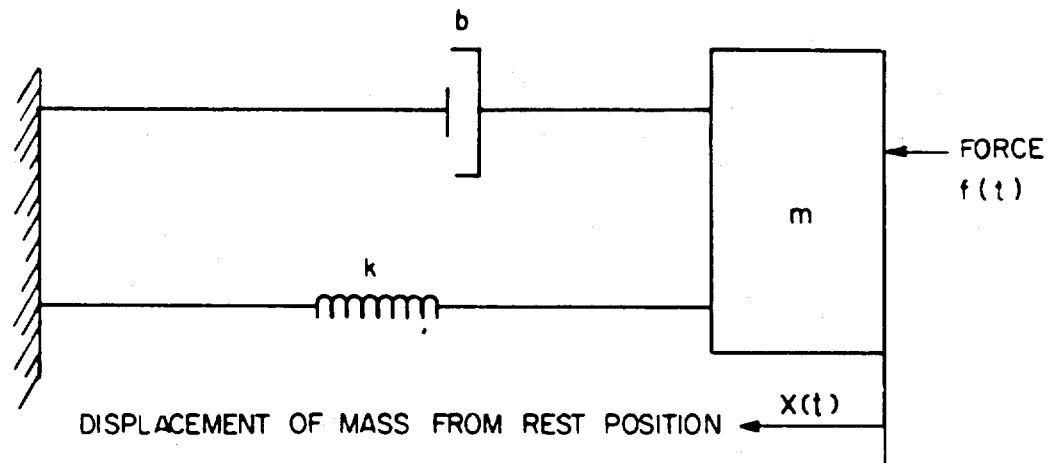 b
FORCE
f(t)
m
k
X(t)
DISPLACEMENT OF MASS FROM REST POSITION